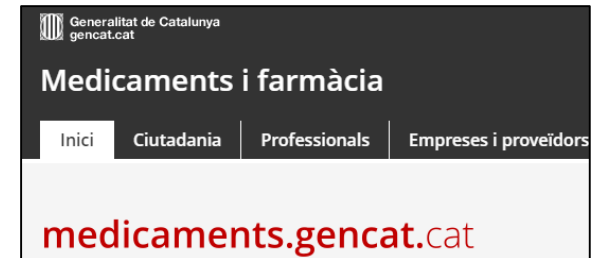 Generalitat de Catalunya
gencat.cat
Medicaments i farmàcia
Inici Ciutadania Professionals Empreses i proveïdors
medicaments.gencat.cat